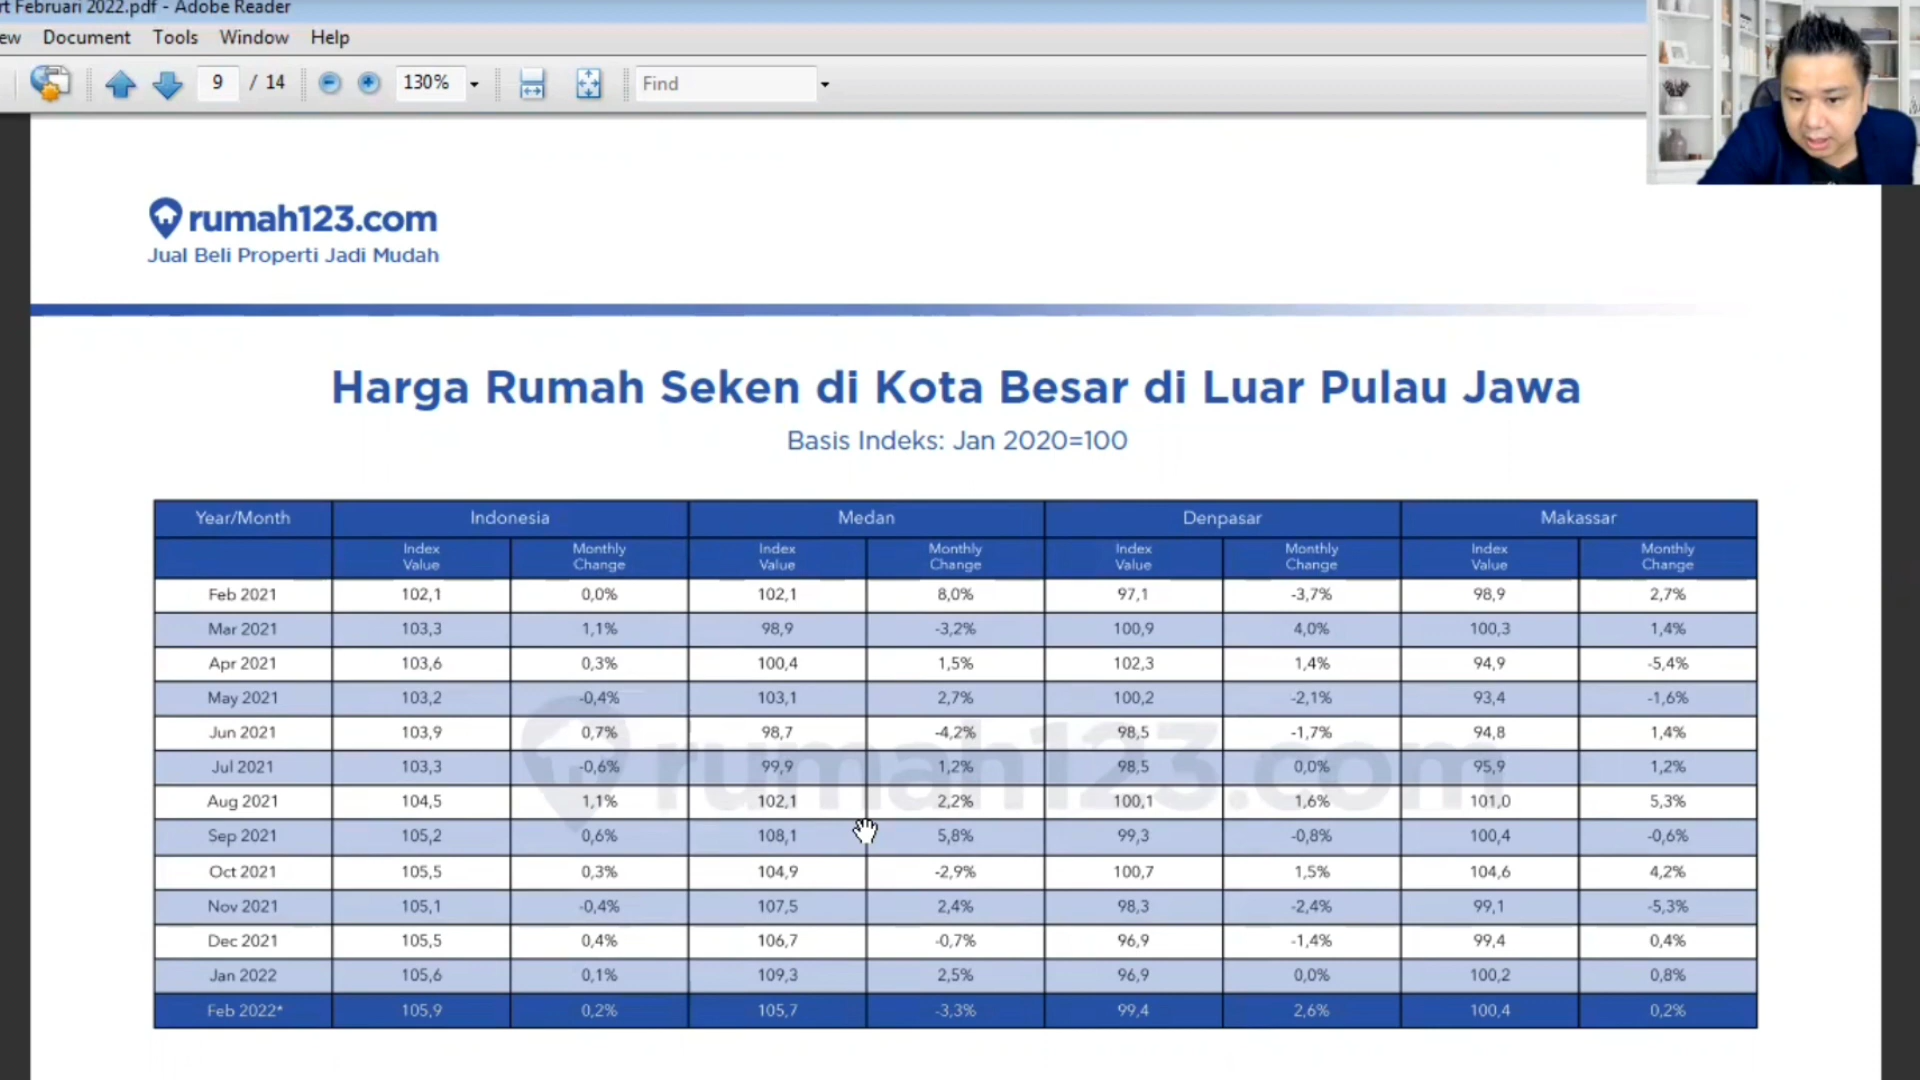 rt Februari 2022.pdf - Adobe Reader
ew Document Tools Window Help
9 / 14 130% Find
rumah123.com
Jual Beli Properti Jadi Mudah
Harga Rumah Seken di Kota Besar di Luar Pulau Jawa
Basis Indeks: Jan 2020=100
Year/Month Indonesia Medan Denpasar Makassar
Index Value Monthly Change Index Value Monthly Change Index Value Monthly Change Index Value Monthly Change
Feb 2021 102,1 0,0% 102,1 8,0% 97,1 -3,7% 98,9 2,7%
Mar 2021 103,3 1,1% 98,9 -3,2% 100,9 4,0% 100,3 1,4%
Apr 2021 103,6 0,3% 100,4 1,5% 102,3 1,4% 94,9 -5,4%
May 2021 103,2 -0,4% 103,1 2,7% 100,2 -2,1% 93,4 -1,6%
Jun 2021 103,9 0,7% 98,7 -4,2% 98,5 -1,7% 94,8 1,4%
Jul 2021 103,3 -0,6% 99,9 1,2% 98,5 0,0% 95,9 1,2%
Aug 2021 104,5 1,1% 102,1 2,2% 100,1 1,6% 101,0 5,3%
Sep 2021 105,2 0,6% 108,1 5,8% 99,3 -0,8% 100,4 -0,6%
Oct 2021 105,5 0,3% 104,9 -2,9% 100,7 1,5% 104,6 4,2%
Nov 2021 105,1 -0,4% 107,5 2,4% 98,3 -2,4% 99,1 -5,3%
Dec 2021 105,5 0,4% 106,7 -0,7% 96,9 -1,4% 99,4 0,4%
Jan 2022 105,6 0,1% 109,3 2,5% 96,9 0,0% 100,2 0,8%
Feb 2022* 105,9 0,2% 105,7 -3,3% 99,4 2,6% 100,4 0,2%
rumah123.com